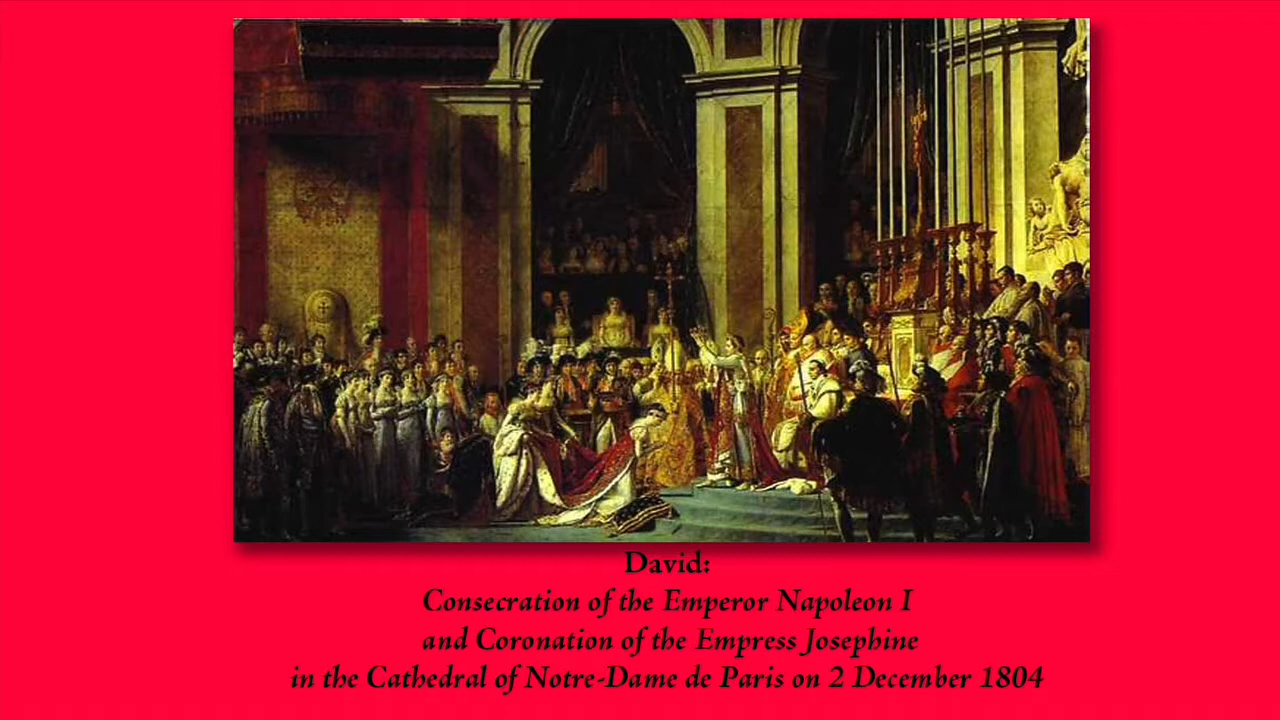 David:
Consecration of the Emperor Napoleon I
and Coronation of the Empress Josephine
in the Cathedral of Notre-Dame de Paris on 2 December 1804